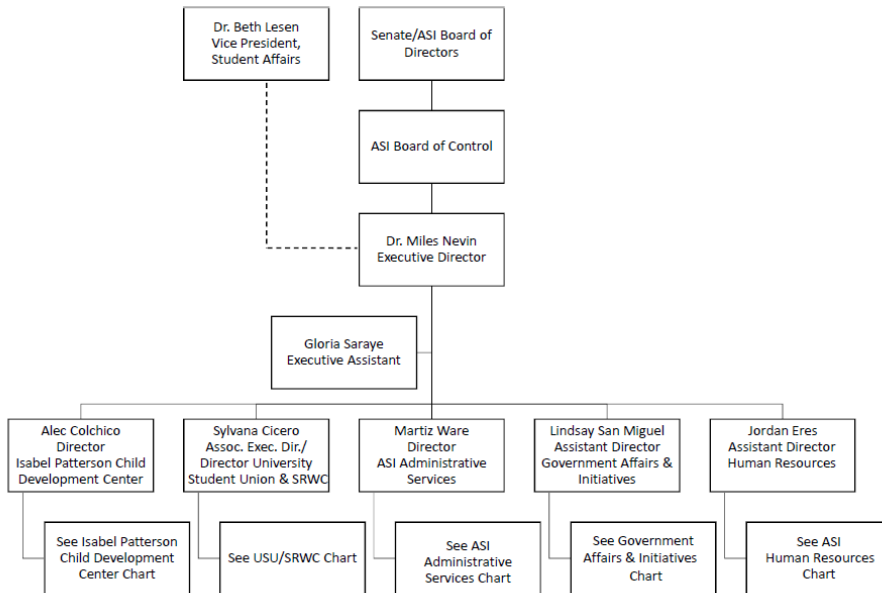 Dr. Beth Lesen
Vice President,
Student Affairs
Senate/ASI Board of
Directors
ASI Board of Control
Dr. Miles Nevin
Executive Director
Gloria Saraye
Executive Assistant
Alec Colchico
Director
Isabel Patterson Child
Development Center
Sylvana Cicero
Assoc. Exec. Dir./
Director University
Student Union & SRWC
Martiz Ware
Director
ASI Administrative
Services
Lindsay San Miguel
Assistant Director
Government Affairs &
Initiatives
Jordan Eres
Assistant Director
Human Resources
See Isabel Patterson
Child Development
Center Chart
See USU/SRWC Chart
See ASI
Administrative
Services Chart
See Government
Affairs & Initiatives
Chart
See ASI
Human Resources
Chart